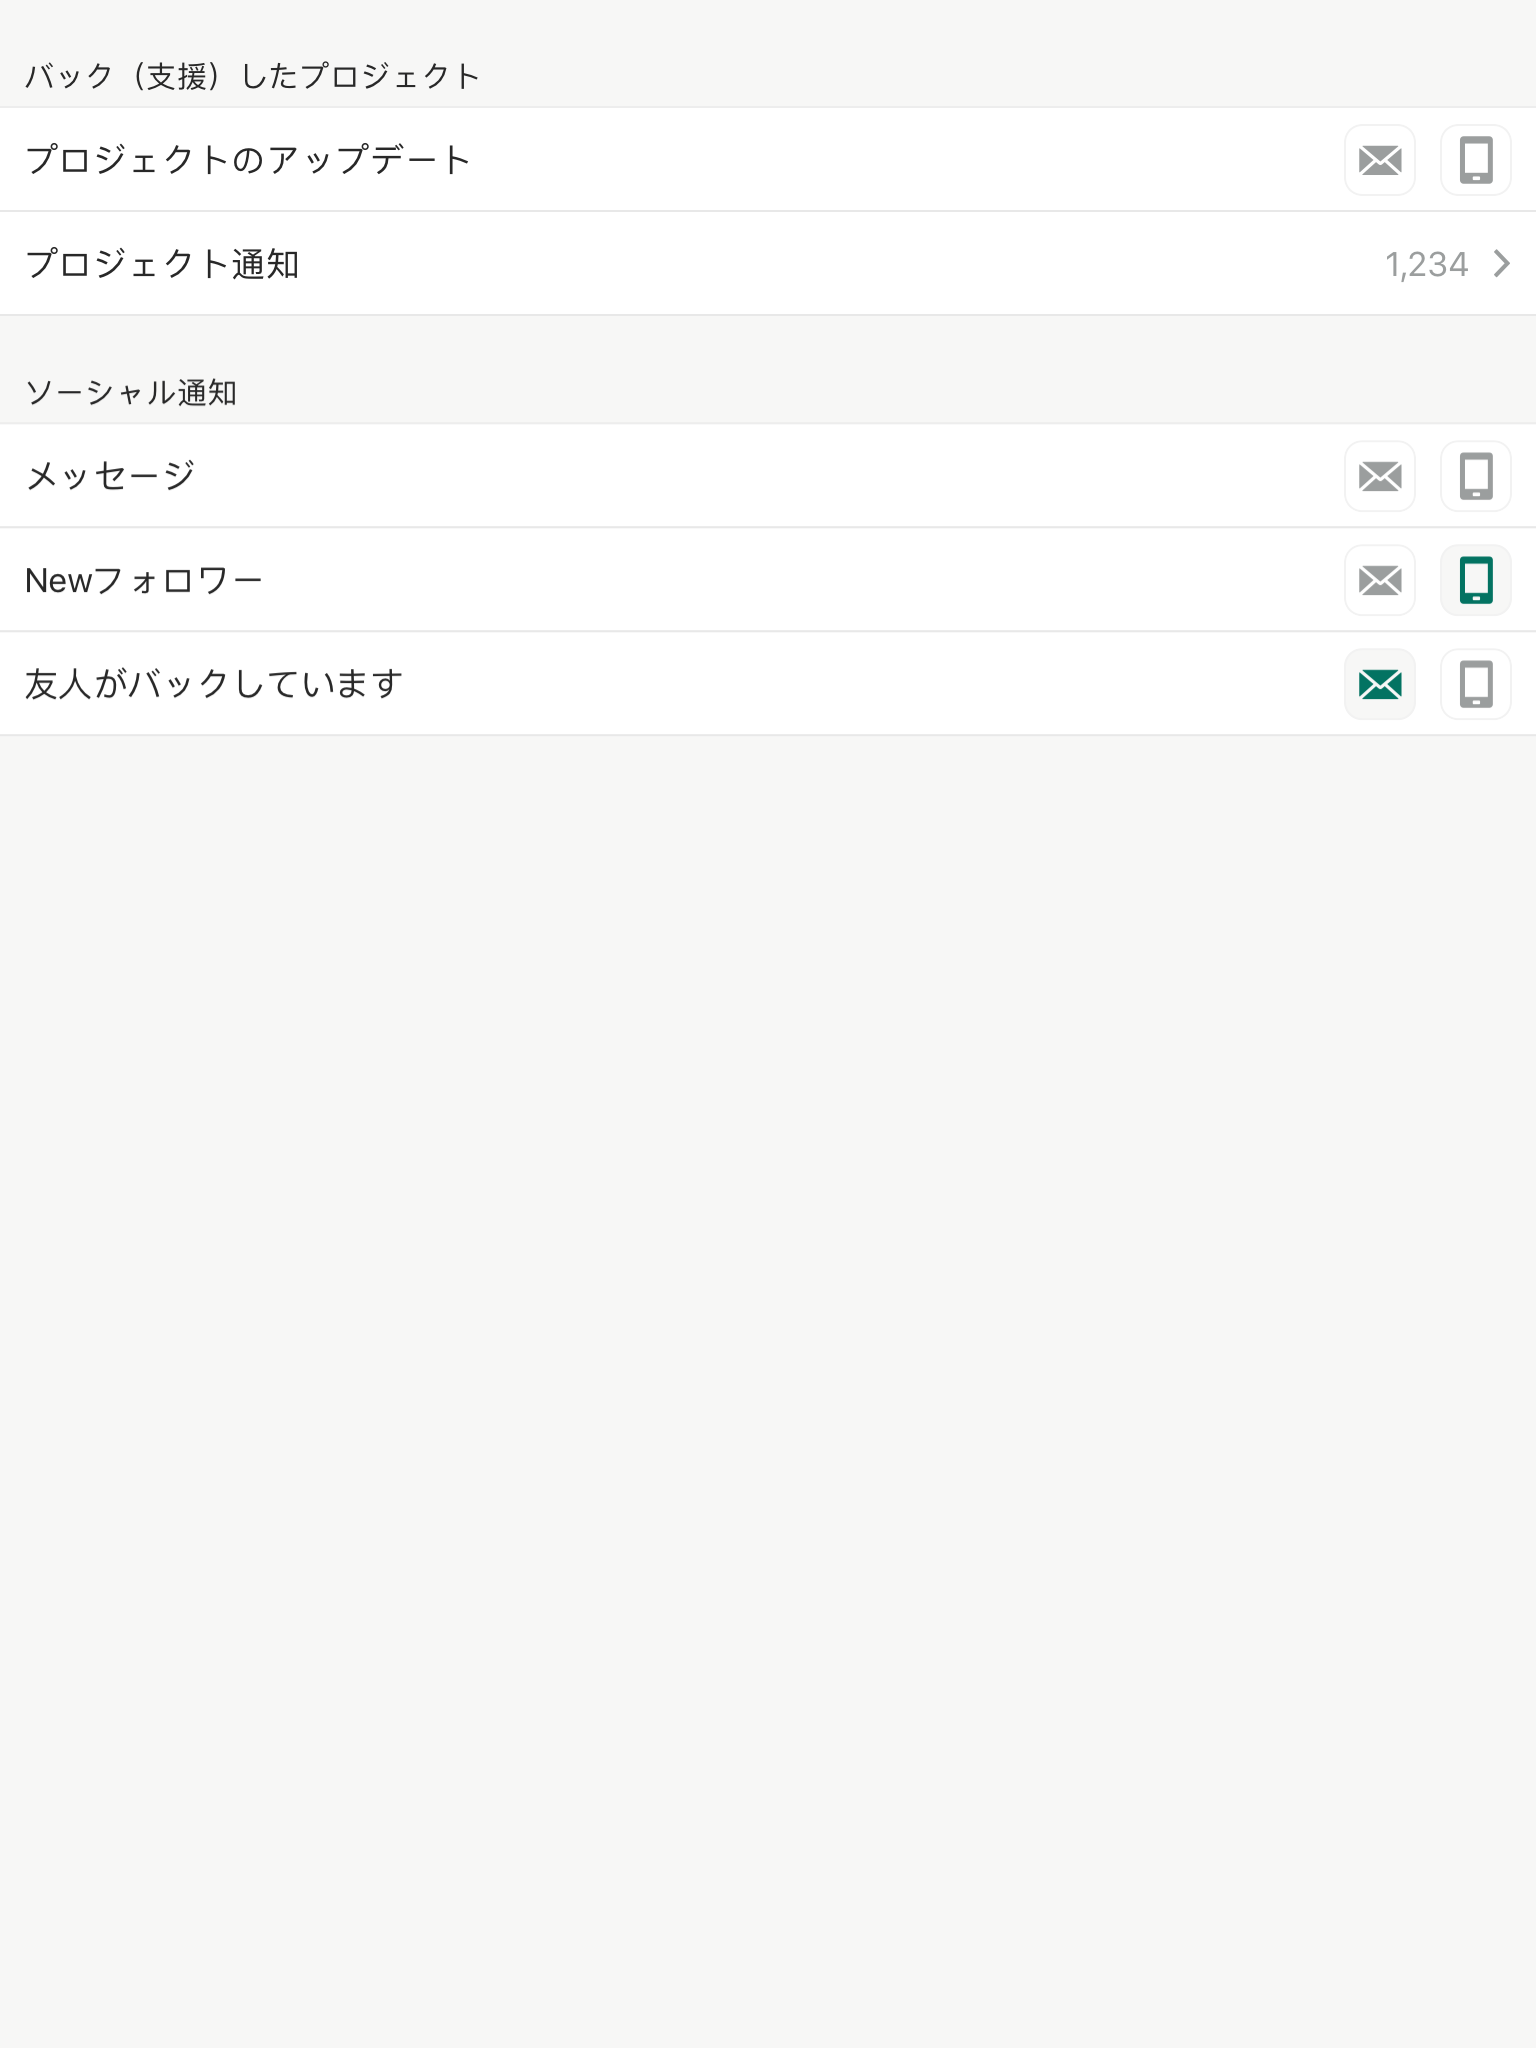 バック（支援）したプロジェクト
プロジェクトのアップデート
プロジェクト通知 1,234
ソーシャル通知
メッセージ
Newフォロワー
友人がバックしています